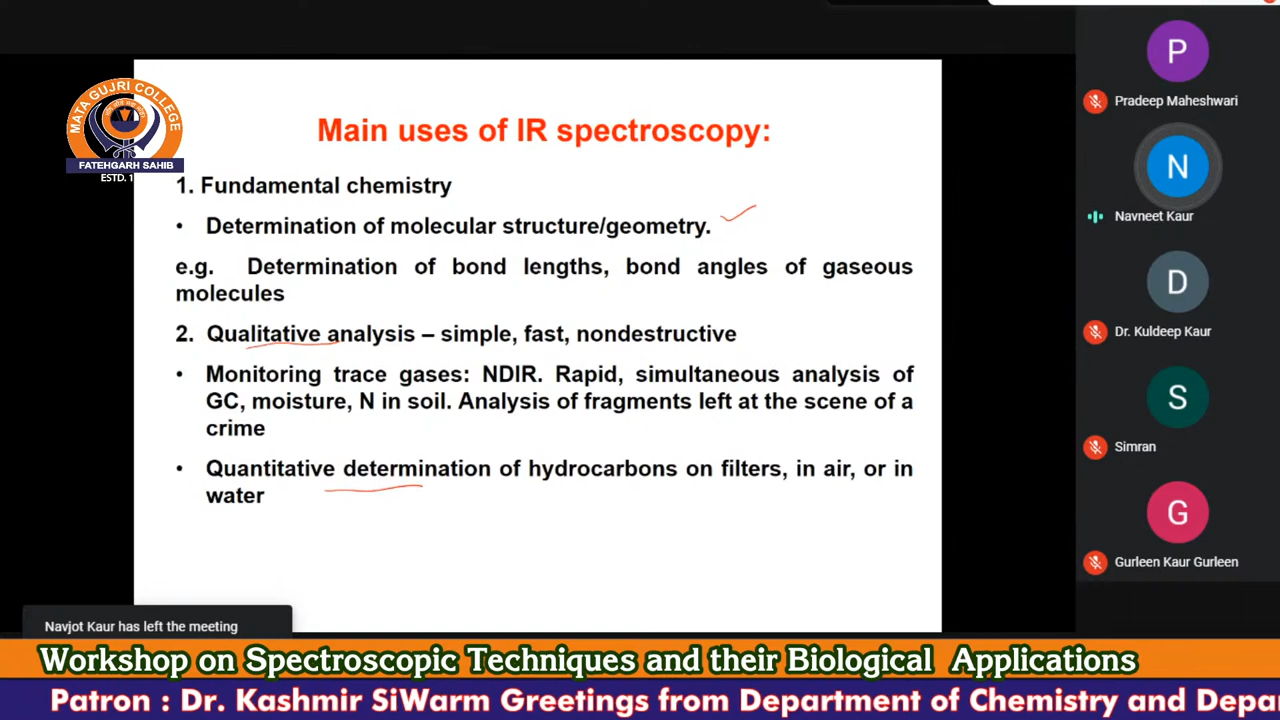 MATA GUJRI COLLEGE
FATEHGARH SAHIB
ESTD. 1
Main uses of IR spectroscopy:
1. Fundamental chemistry
• Determination of molecular structure/geometry.
e.g. Determination of bond lengths, bond angles of gaseous
molecules
2. Qualitative analysis – simple, fast, nondestructive
• Monitoring trace gases: NDIR. Rapid, simultaneous analysis of
GC, moisture, N in soil. Analysis of fragments left at the scene of a
crime
• Quantitative determination of hydrocarbons on filters, in air, or in
water
P
Pradeep Maheshwari
N
Navneet Kaur
D
Dr. Kuldeep Kaur
S
Simran
G
Gurleen Kaur Gurleen
Navjot Kaur has left the meeting
Workshop on Spectroscopic Techniques and their Biological Applications
Patron : Dr. Kashmir SiWarm Greetings from Department of Chemistry and Depa